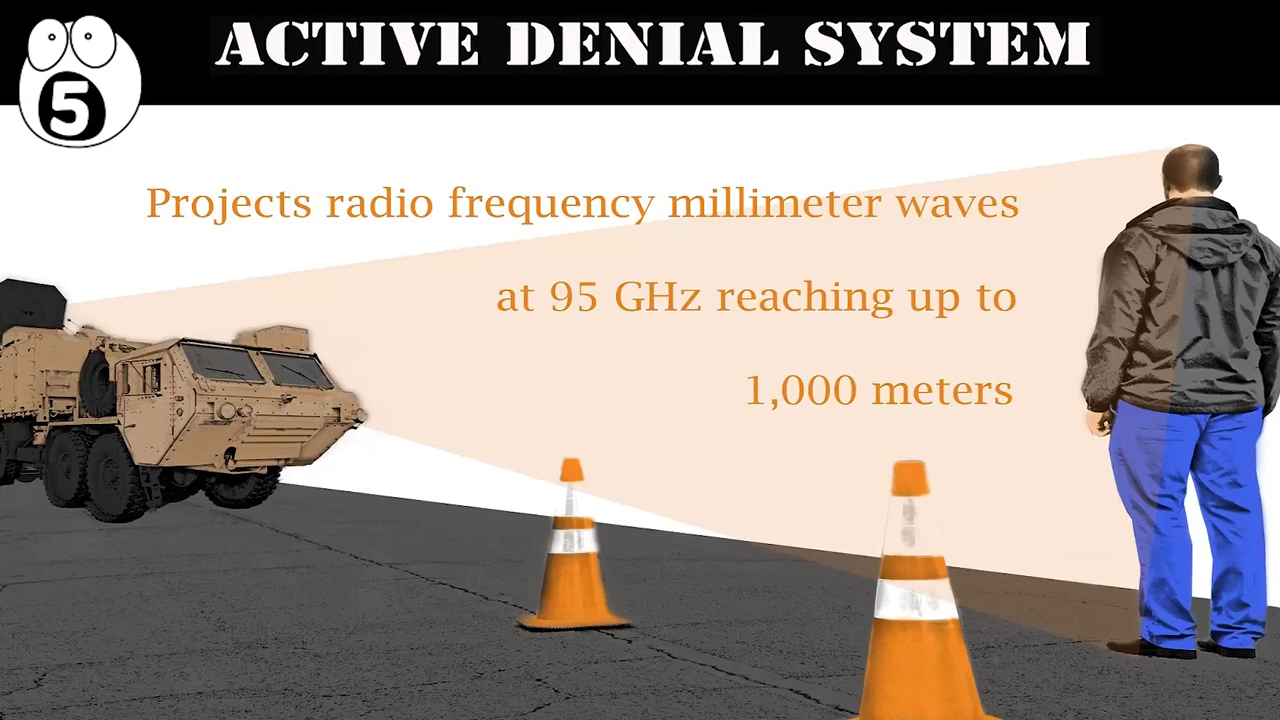 ACTIVE DENIAL SYSTEM
5
Projects radio frequency millimeter waves
at 95 GHz reaching up to
1,000 meters